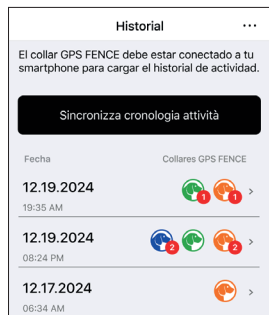 Historial ...
El collar GPS FENCE debe estar conectado a tu
smartphone para cargar el historial de actividad.
Sincronizza cronologia attività
Fecha Collares GPS FENCE
12.19.2024 1 1 >
19:35 AM
12.19.2024 2 2 >
08:24 PM
12.17.2024 >
06:34 AM